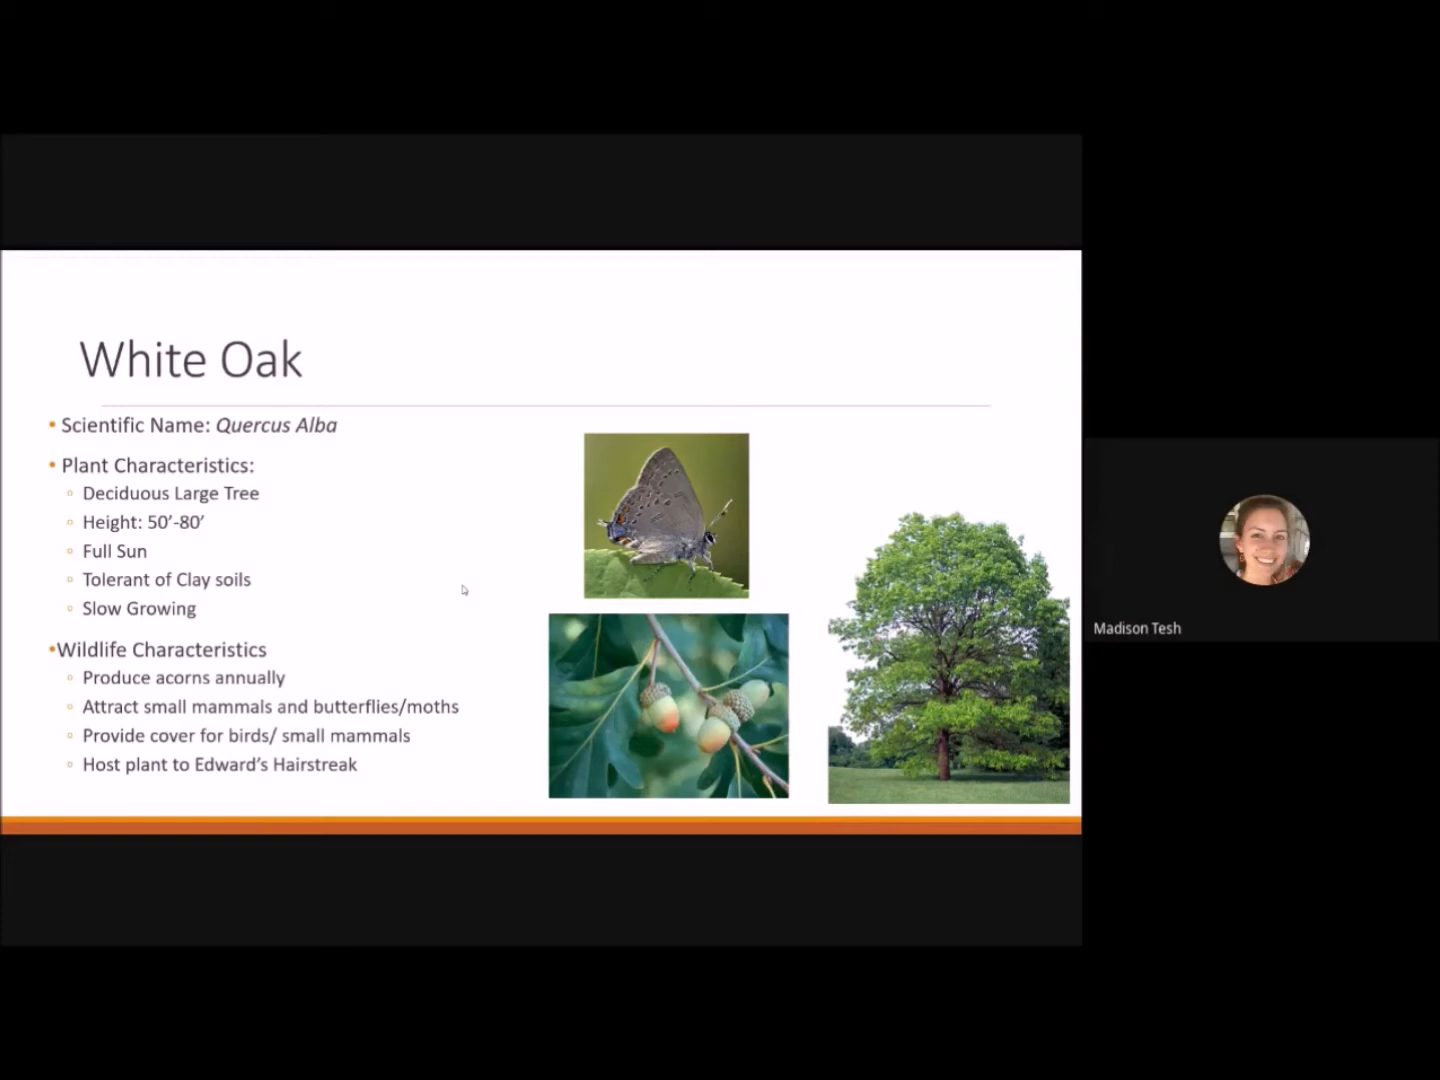 White Oak
• Scientific Name: Quercus Alba
• Plant Characteristics:
◦ Deciduous Large Tree
◦ Height: 50’-80’
◦ Full Sun
◦ Tolerant of Clay soils
◦ Slow Growing
•Wildlife Characteristics
◦ Produce acorns annually
◦ Attract small mammals and butterflies/moths
◦ Provide cover for birds/ small mammals
◦ Host plant to Edward’s Hairstreak
Madison Tesh